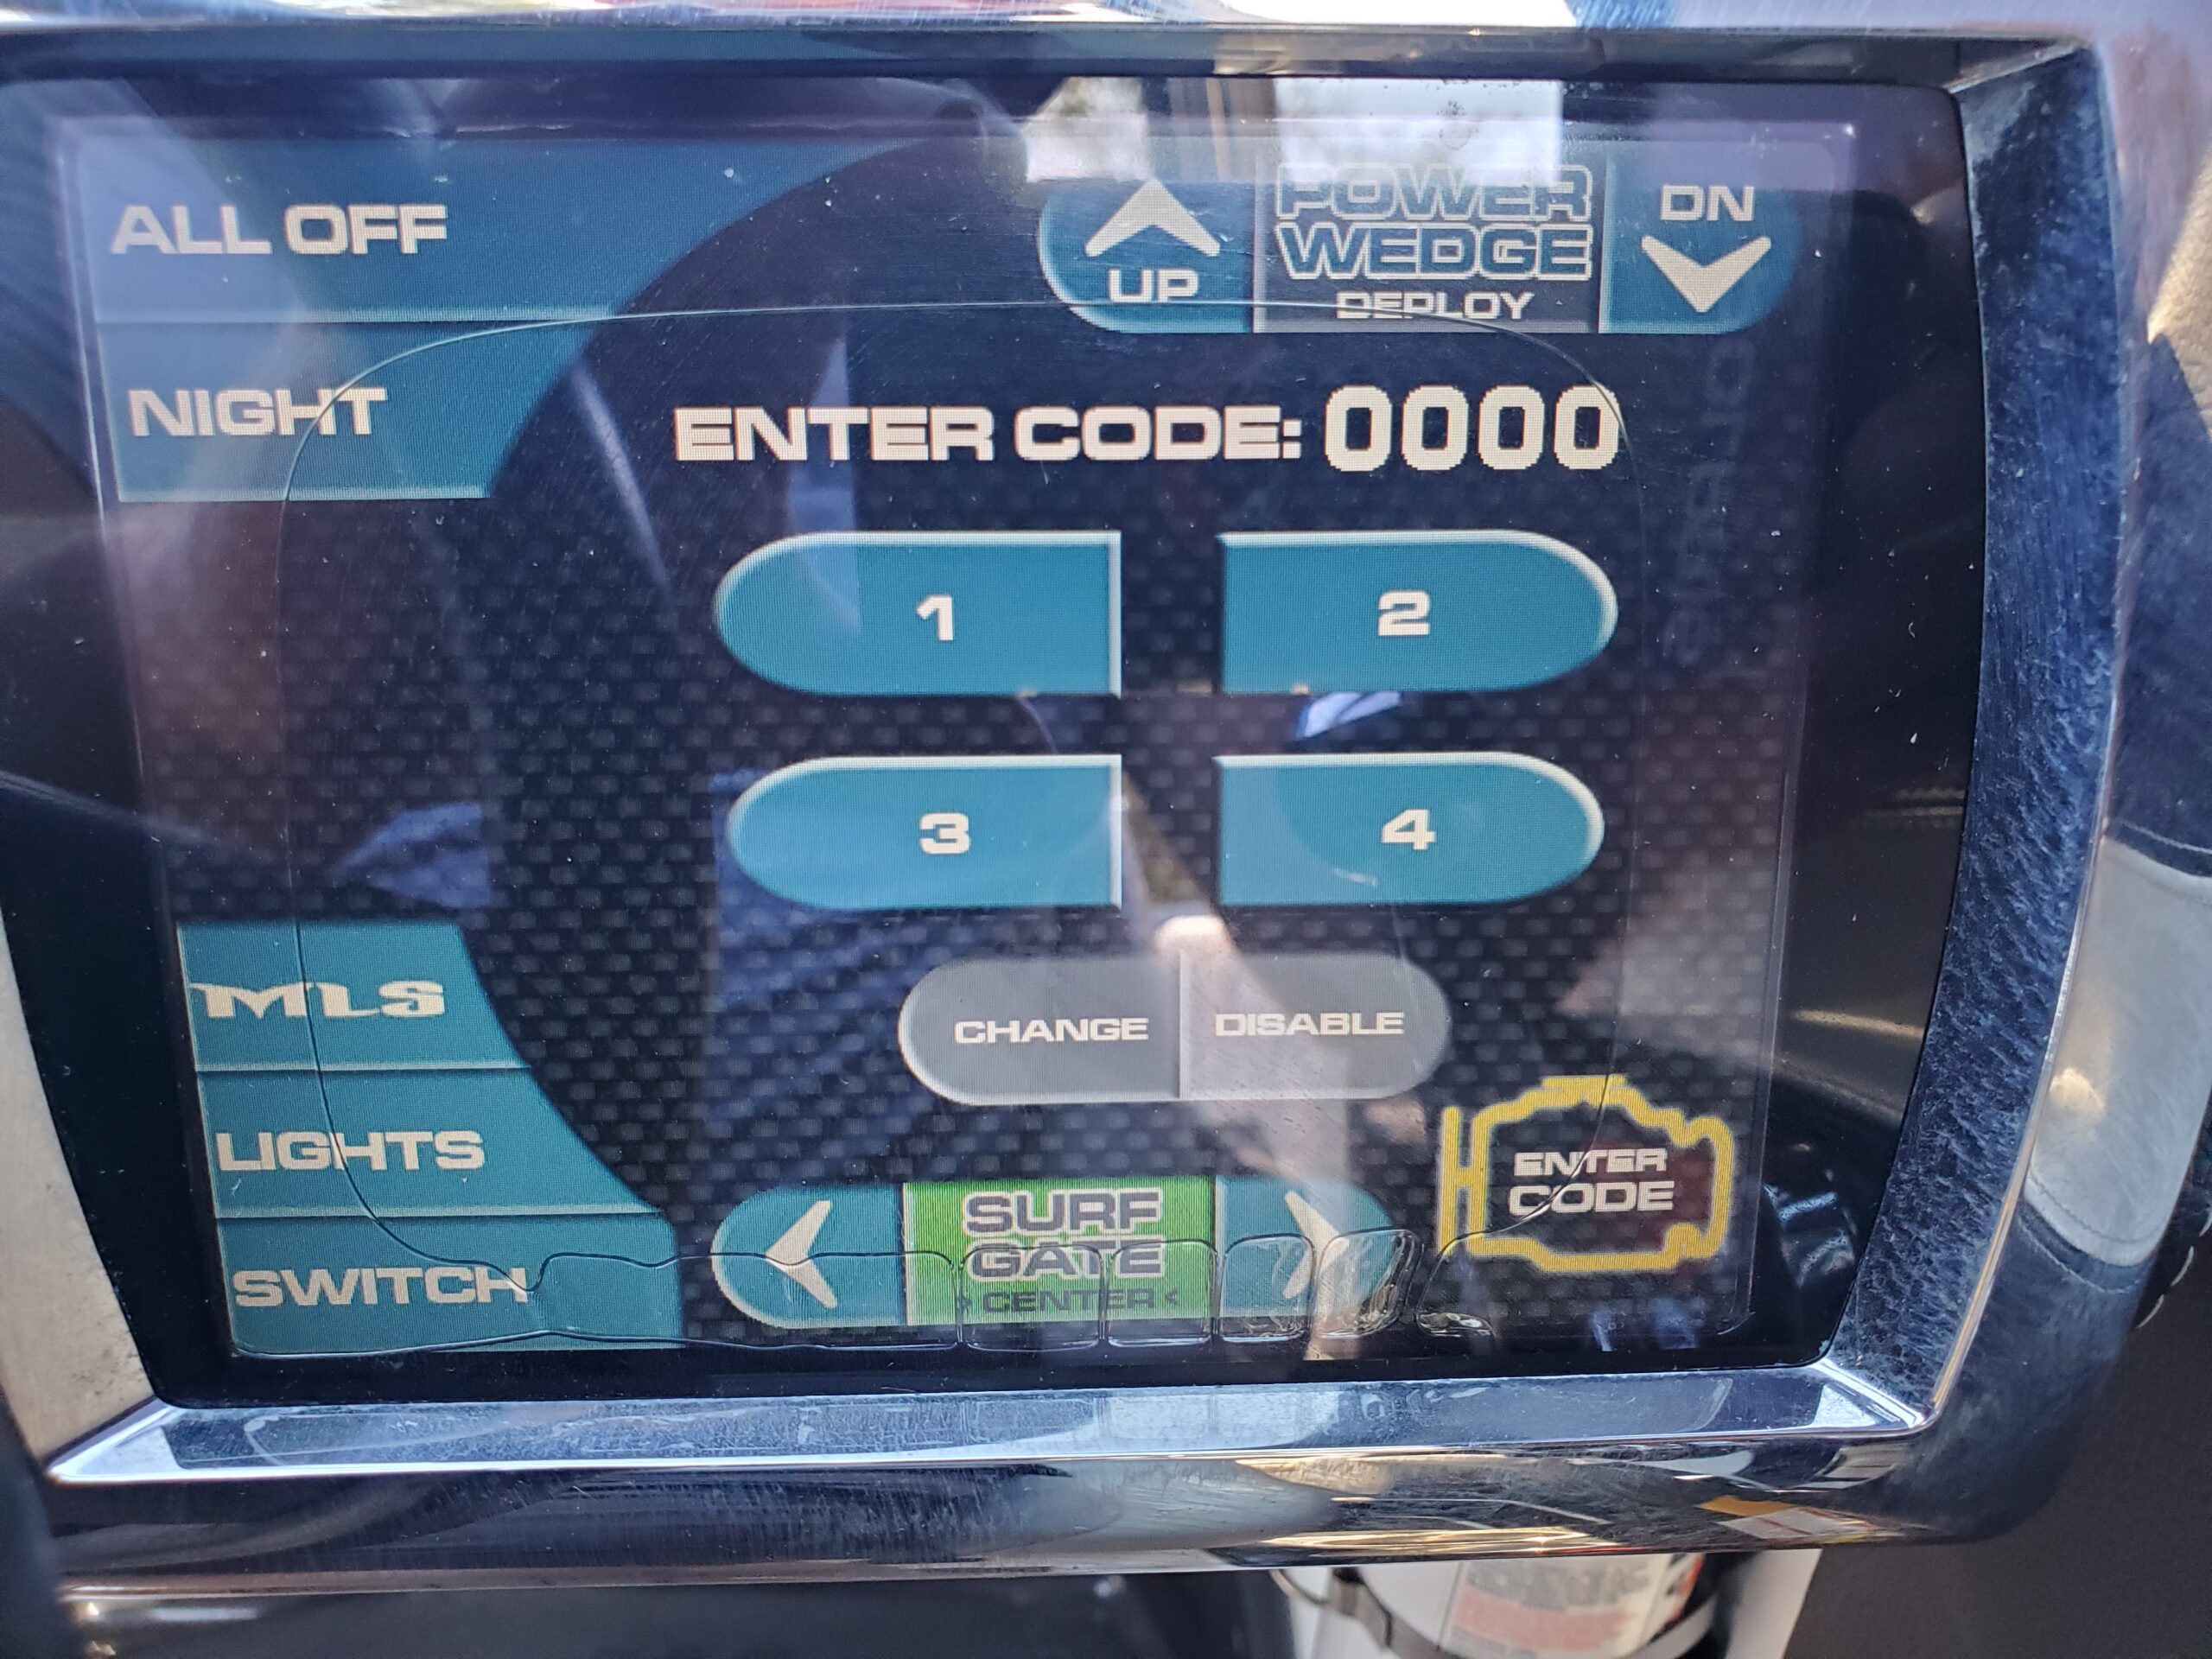 ALL OFF
NIGHT
UP
POWER
WEDGE
DEPLOY
DN
ENTER CODE: 0000
1
2
3
4
CHANGE
DISABLE
MLS
LIGHTS
SWITCH
SURF
GATE
> CENTER <
ENTER
CODE